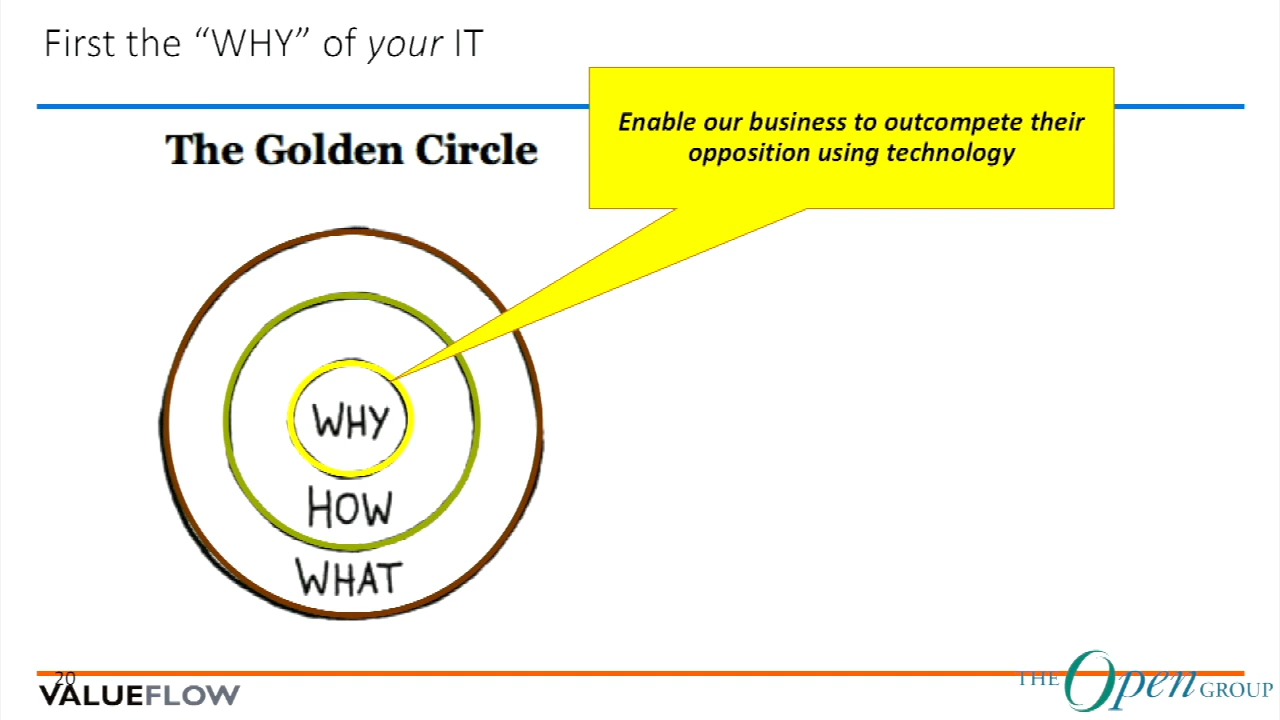 First the “WHY” of your IT
Enable our business to outcompete their
opposition using technology
The Golden Circle
WHY
HOW
WHAT
20
VALUEFLOW
THE Open GROUP